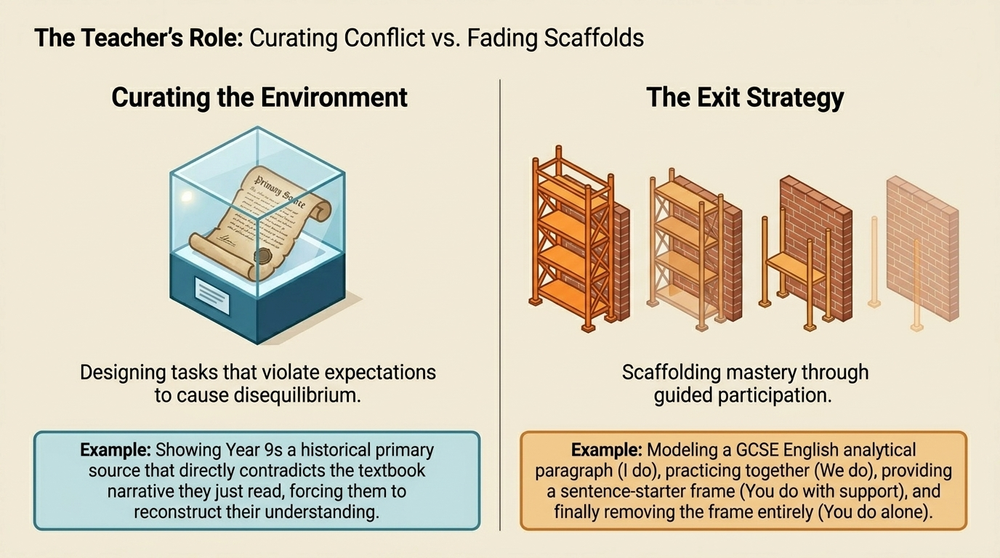 The Teacher’s Role: Curating Conflict vs. Fading Scaffolds
Curating the Environment
Primary Source
Designing tasks that violate expectations
to cause disequilibrium.
Example: Showing Year 9s a historical primary
source that directly contradicts the textbook
narrative they just read, forcing them to
reconstruct their understanding.
The Exit Strategy
Scaffolding mastery through
guided participation.
Example: Modeling a GCSE English analytical
paragraph (I do), practicing together (We do), providing
a sentence-starter frame (You do with support), and
finally removing the frame entirely (You do alone).